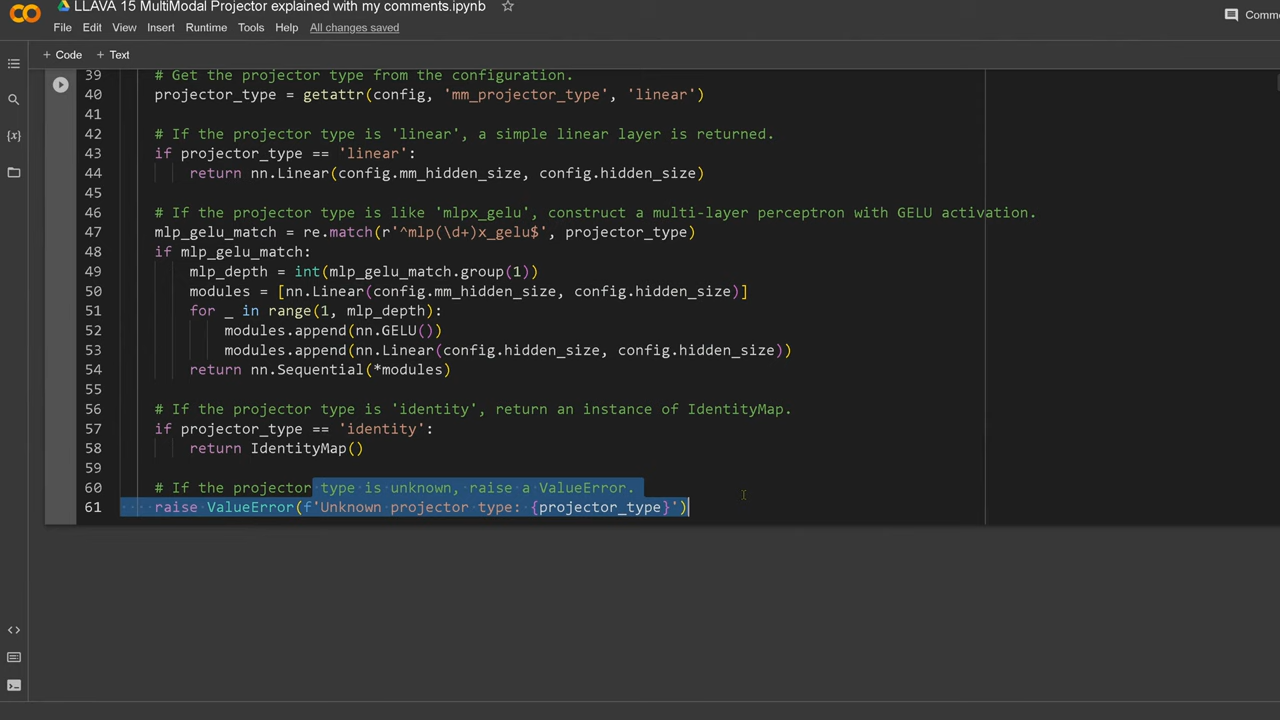 LLAVA 15 MultiModal Projector explained with my comments.ipynb
File Edit View Insert Runtime Tools Help All changes saved
+ Code + Text
39 # Get the projector type from the configuration.
40 projector_type = getattr(config, 'mm_projector_type', 'linear')
41
42 # If the projector type is 'linear', a simple linear layer is returned.
43 if projector_type == 'linear':
44 return nn.Linear(config.mm_hidden_size, config.hidden_size)
45
46 # If the projector type is like 'mlpx_gelu', construct a multi-layer perceptron with GELU activation.
47 mlp_gelu_match = re.match(r'^mlp(\d+)x_gelu$', projector_type)
48 if mlp_gelu_match:
49 mlp_depth = int(mlp_gelu_match.group(1))
50 modules = [nn.Linear(config.mm_hidden_size, config.hidden_size)]
51 for _ in range(1, mlp_depth):
52 modules.append(nn.GELU())
53 modules.append(nn.Linear(config.hidden_size, config.hidden_size))
54 return nn.Sequential(*modules)
55
56 # If the projector type is 'identity', return an instance of IdentityMap.
57 if projector_type == 'identity':
58 return IdentityMap()
59
60 # If the projector type is unknown, raise a ValueError.
61 raise ValueError(f'Unknown projector type: {projector_type}')